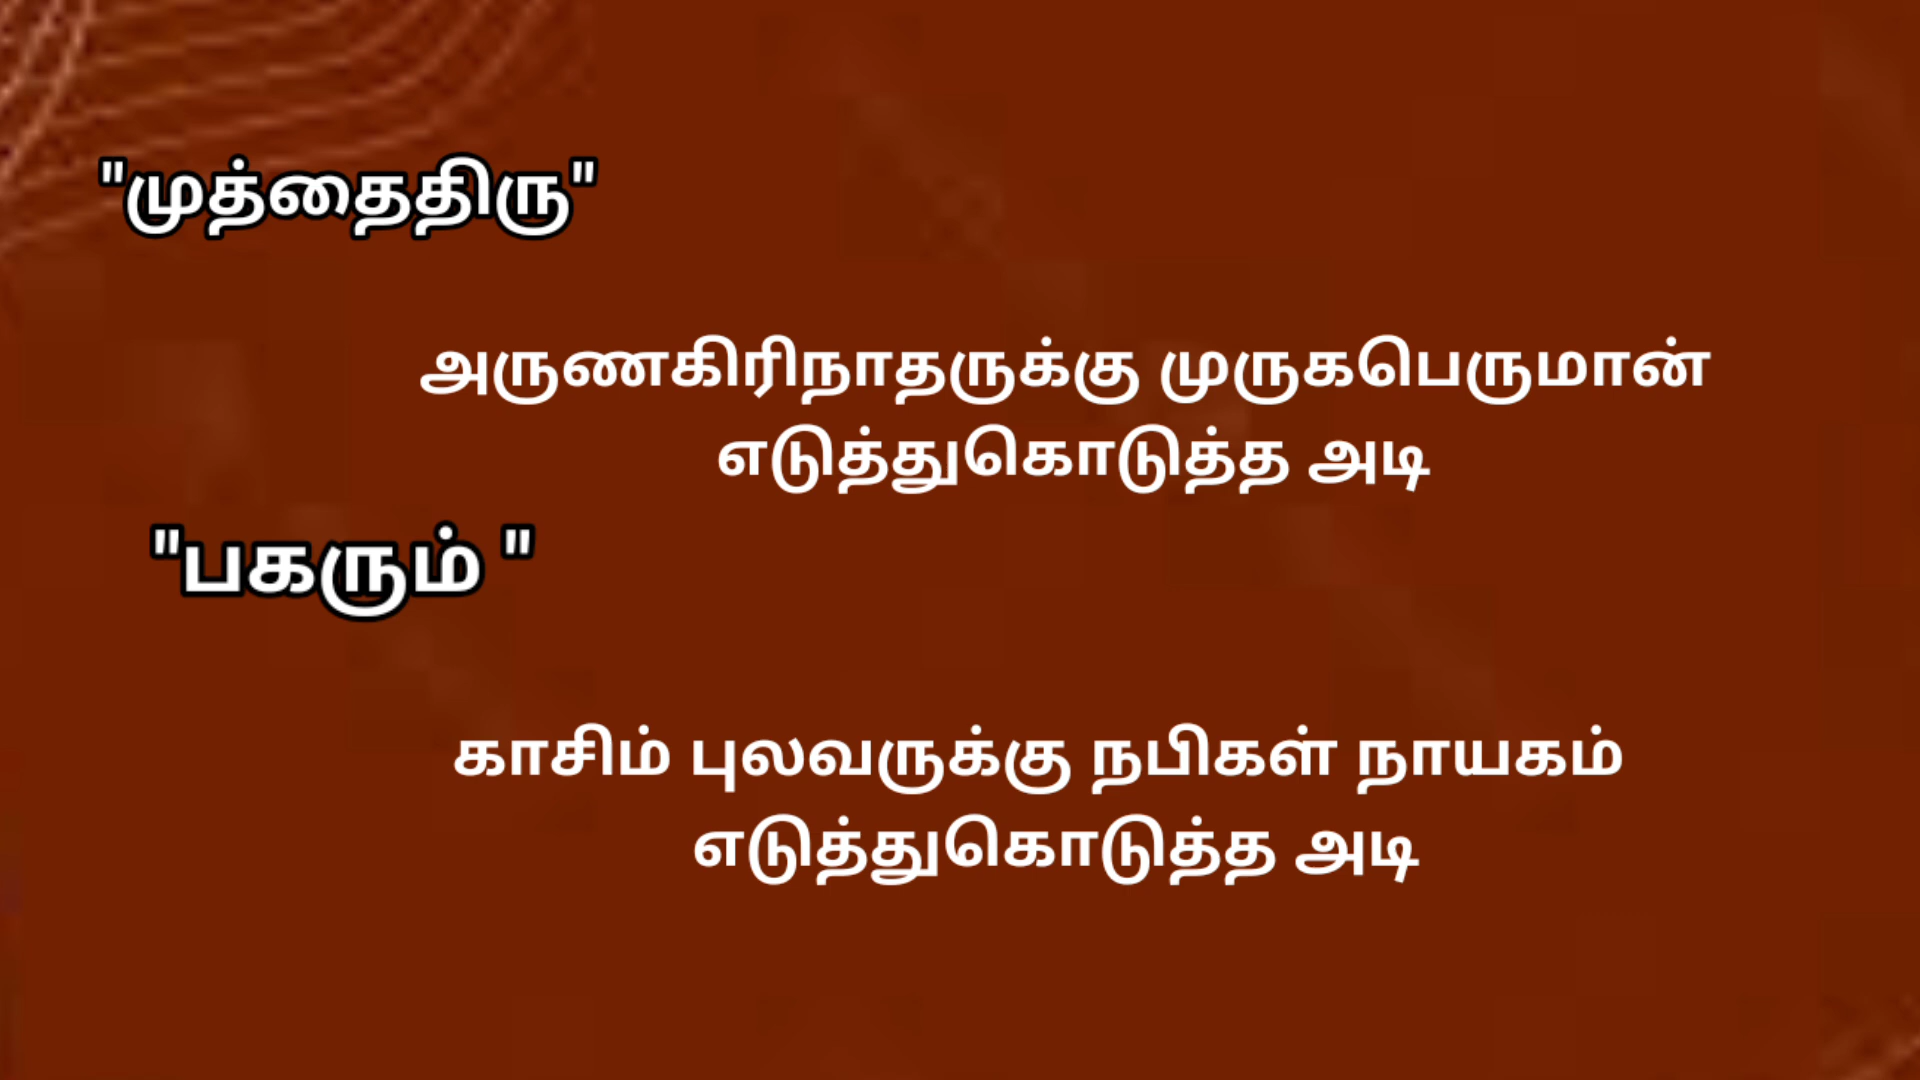 "முத்தைதிரு"
அருணகிரிநாதருக்கு முருகபெருமான்
எடுத்துகொடுத்த அடி
"பகரும் "
காசிம் புலவருக்கு நபிகள் நாயகம்
எடுத்துகொடுத்த அடி